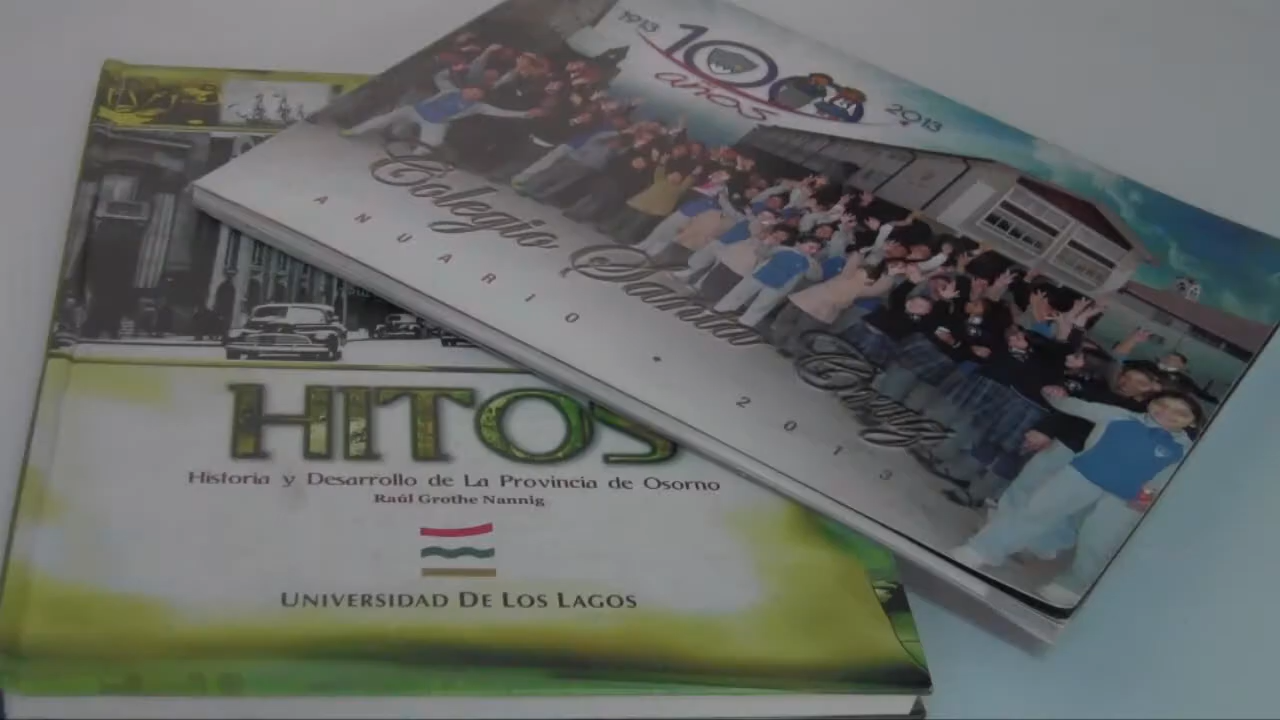 1913 100 años 2013
Colegio Santa Cruz
ANUARIO • 2013
HITOS
Historia y Desarrollo de La Provincia de Osorno
Raúl Grothe Nannig
UNIVERSIDAD DE LOS LAGOS